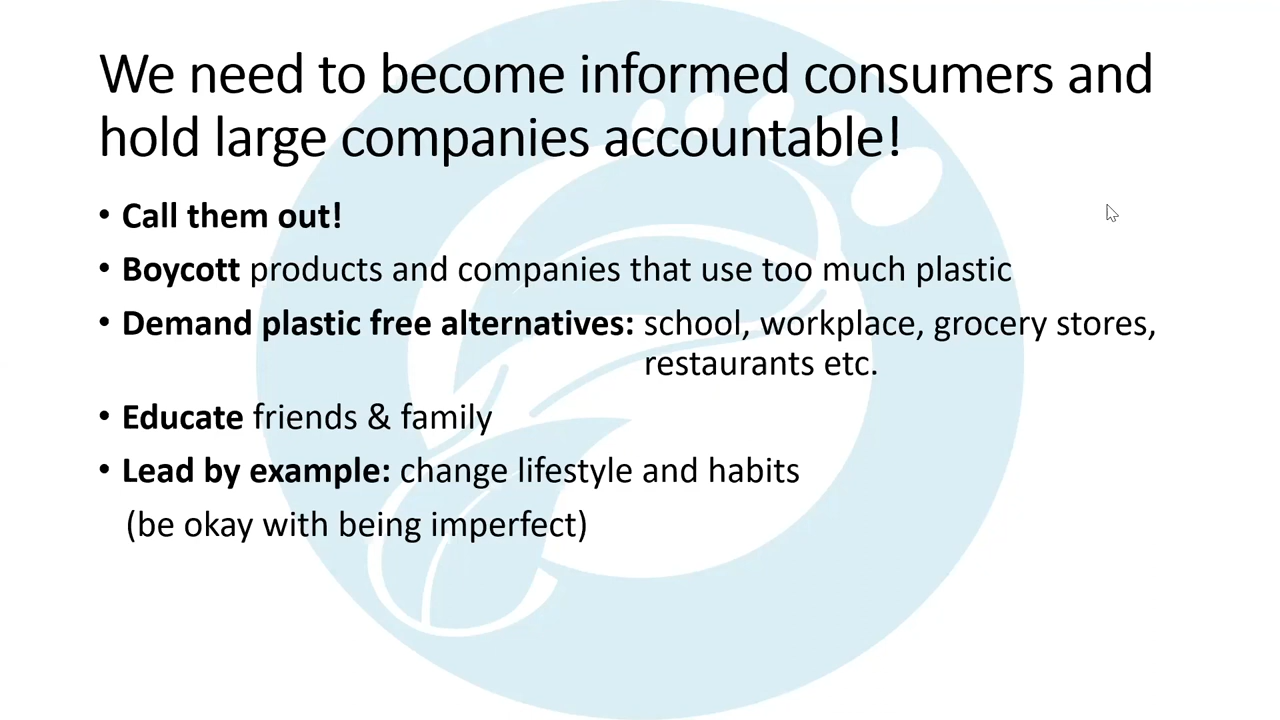 We need to become informed consumers and
hold large companies accountable!
• Call them out!
• Boycott products and companies that use too much plastic
• Demand plastic free alternatives: school, workplace, grocery stores,
restaurants etc.
• Educate friends & family
• Lead by example: change lifestyle and habits
(be okay with being imperfect)